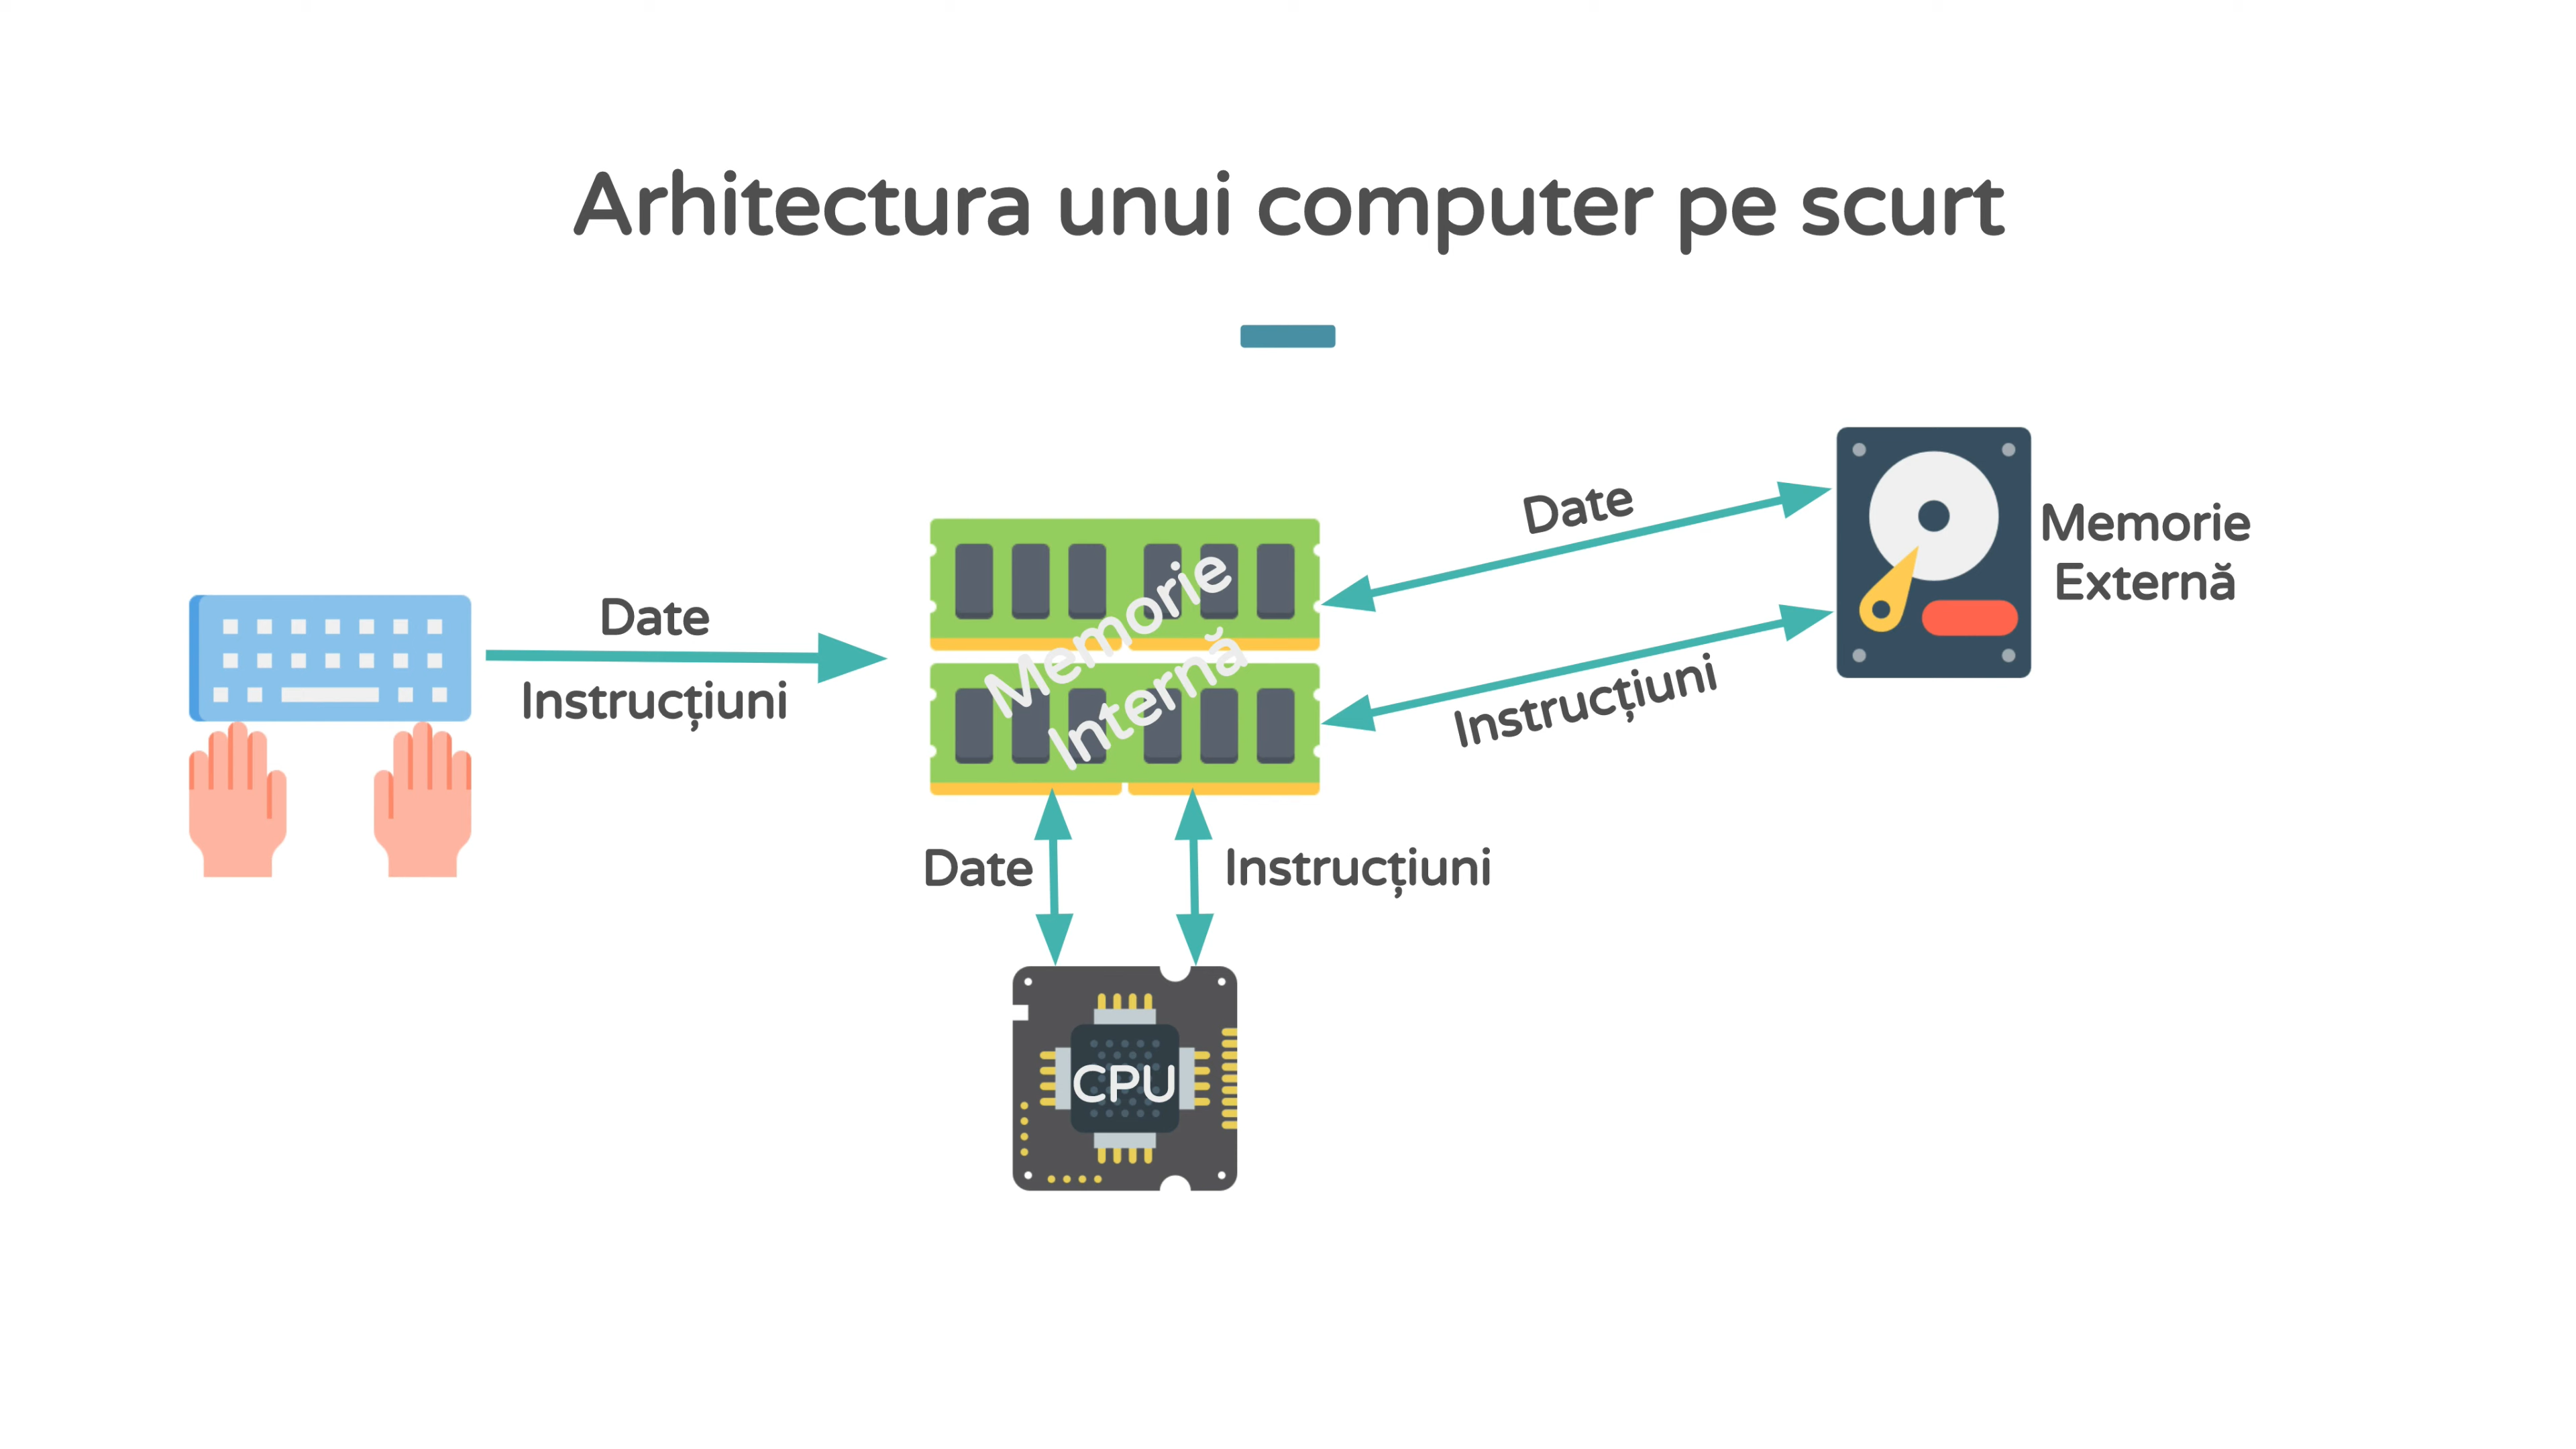 Arhitectura unui computer pe scurt
Date
Instrucțiuni
Memorie
Internă
Date
Instrucțiuni
Memorie
Externă
Date
Instrucțiuni
CPU